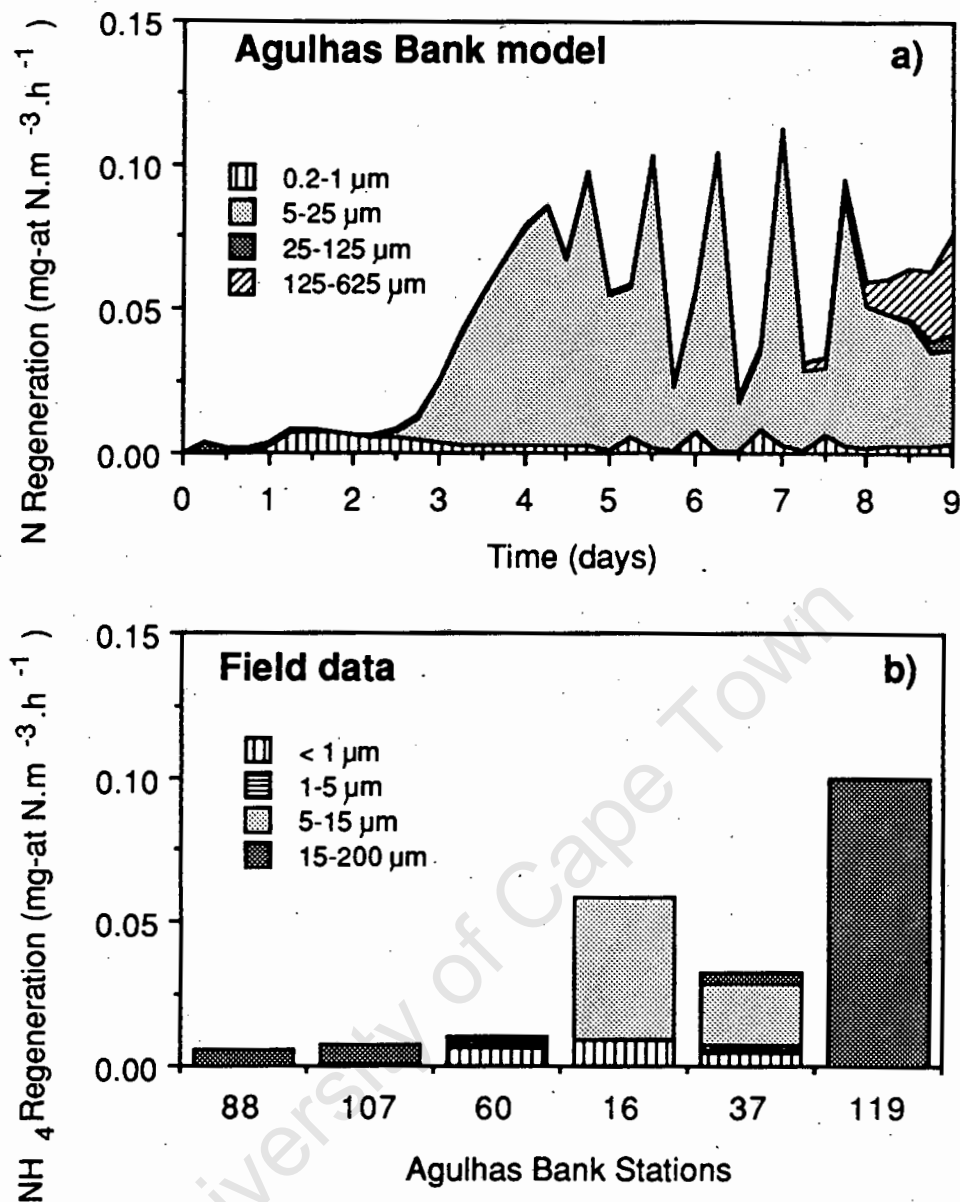 Agulhas Bank model
a)
N Regeneration (mg-at N.m -3.h -1 )
0.15
0.10
0.05
0.00
0.2-1 µm
5-25 µm
25-125 µm
125-625 µm
0 1 2 3 4 5 6 7 8 9
Time (days)
Field data
b)
NH 4 Regeneration (mg-at N.m -3.h -1 )
0.15
0.10
0.05
0.00
< 1 µm
1-5 µm
5-15 µm
15-200 µm
88 107 60 16 37 119
Agulhas Bank Stations
University of Cape Town